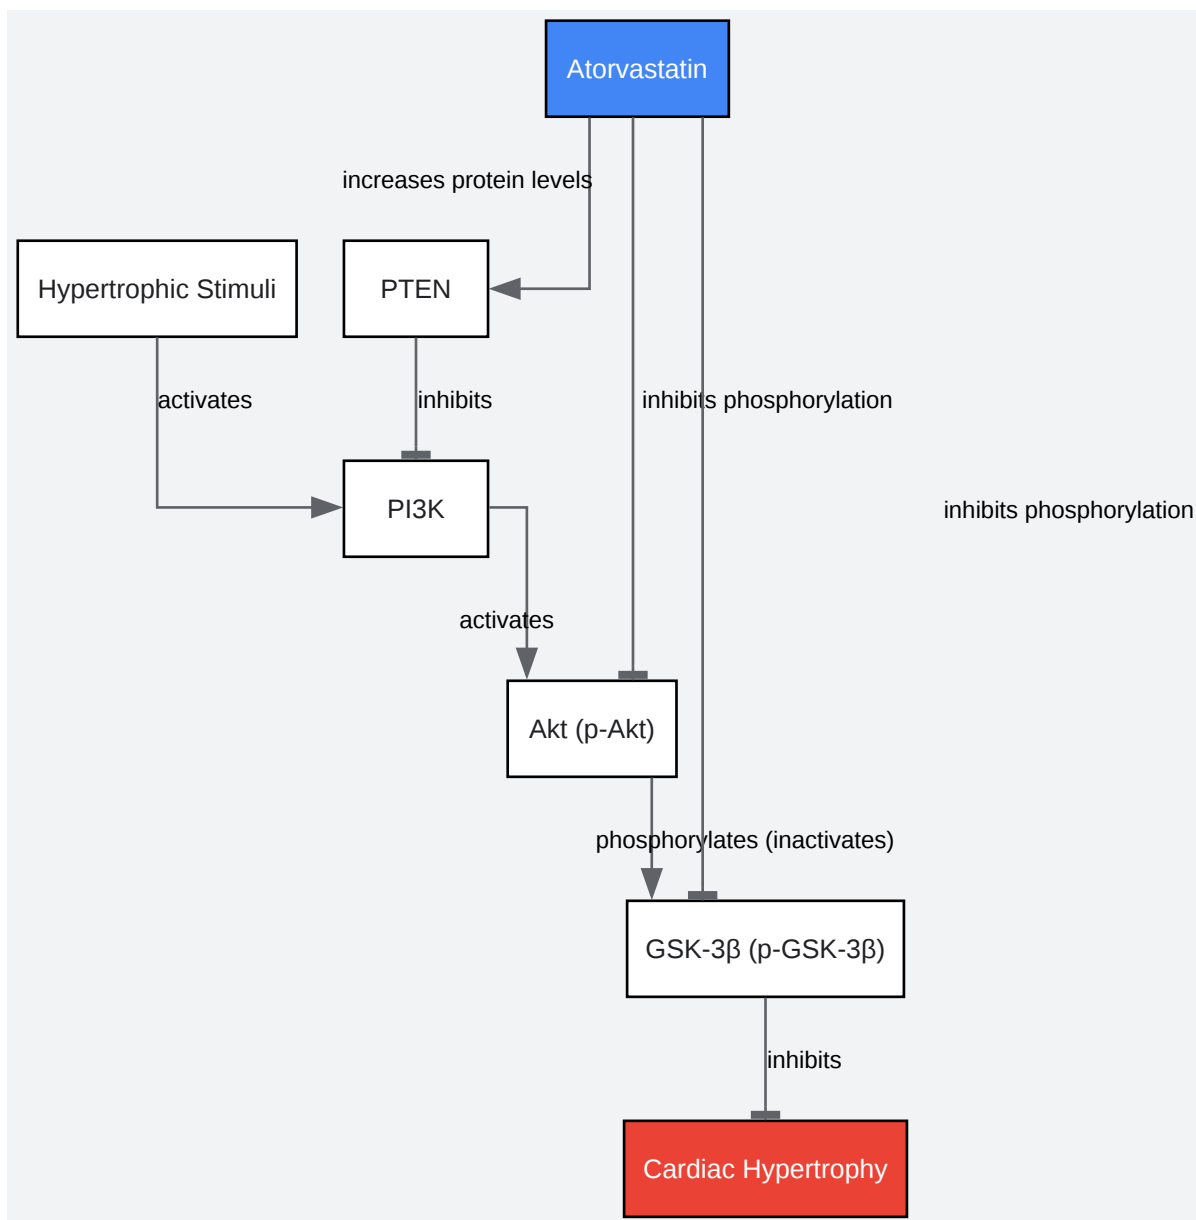 Atorvastatin
increases protein levels
Hypertrophic Stimuli
PTEN
activates
inhibits
inhibits phosphorylation
PI3K
inhibits phosphorylation
activates
Akt (p-Akt)
phosphorylates (inactivates)
GSK-3β (p-GSK-3β)
inhibits
Cardiac Hypertrophy